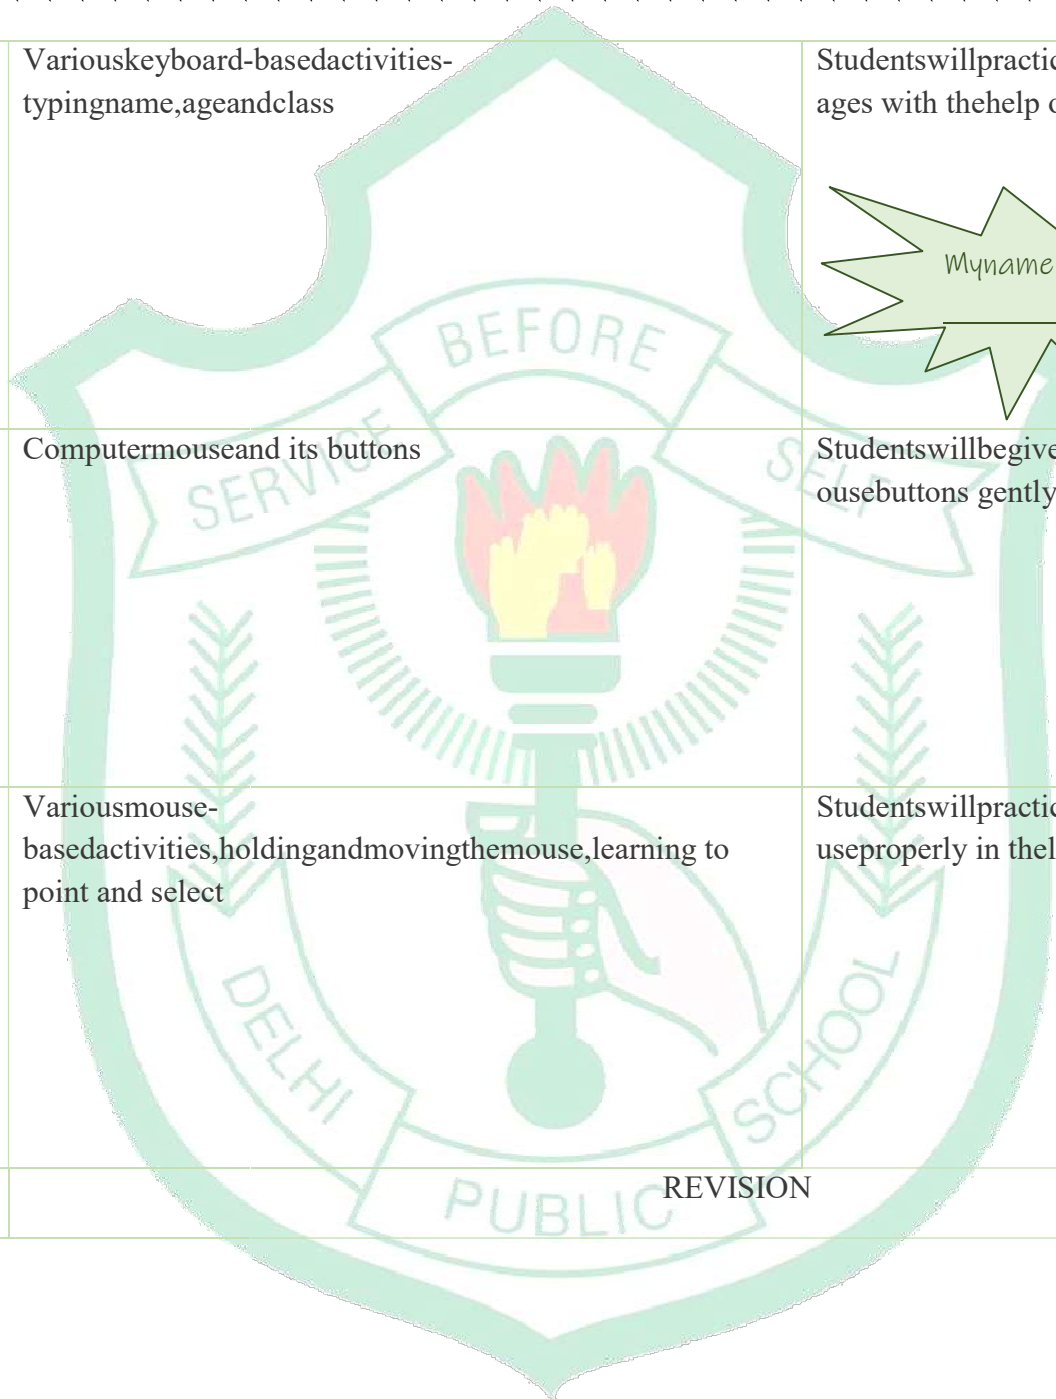 Variouskeyboard-basedactivities-
typingname,ageandclass
Studentswillpractic
ages with thehelp o
Myname
BEFORE
SERVICE
SELF
Computermouseand its buttons
Studentswillbegive
ousebuttons gently
Variousmouse-
basedactivities,holdingandmovingthemouse,learning to
point and select
Studentswillpractic
useproperly in thel
DELHI
PUBLIC
SCHOOL
REVISION